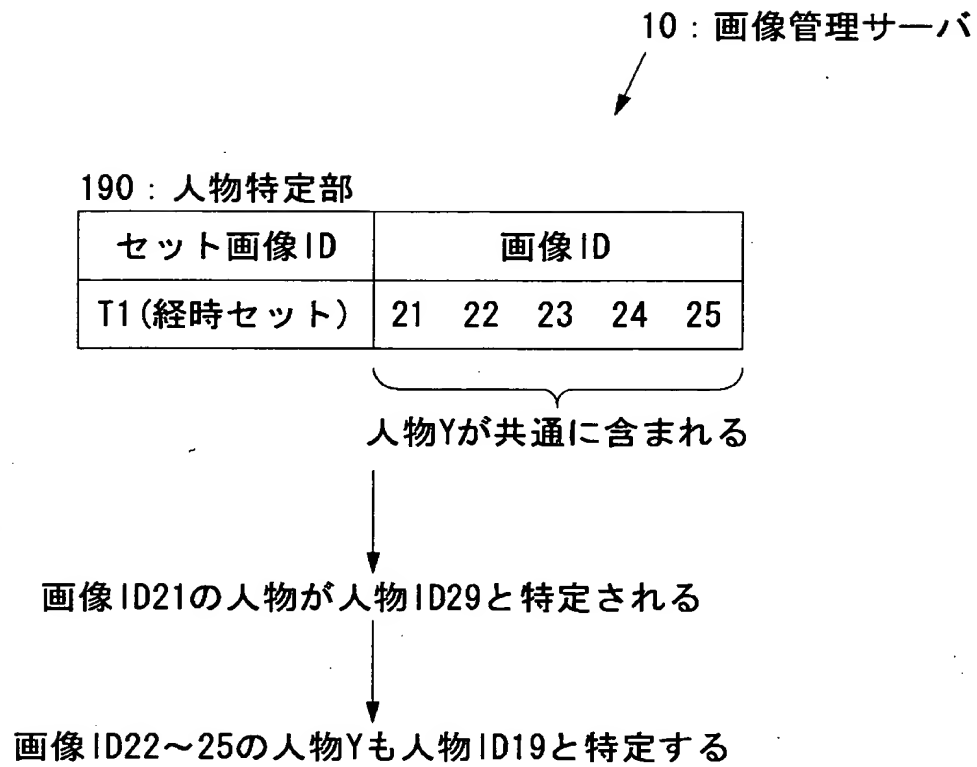 10:画像管理サーバ
190:人物特定部
セット画像ID 画像ID
T1(経時セット) 21 22 23 24 25
人物Yが共通に含まれる
画像ID21の人物が人物ID29と特定される
画像ID22～25の人物Yも人物ID19と特定する